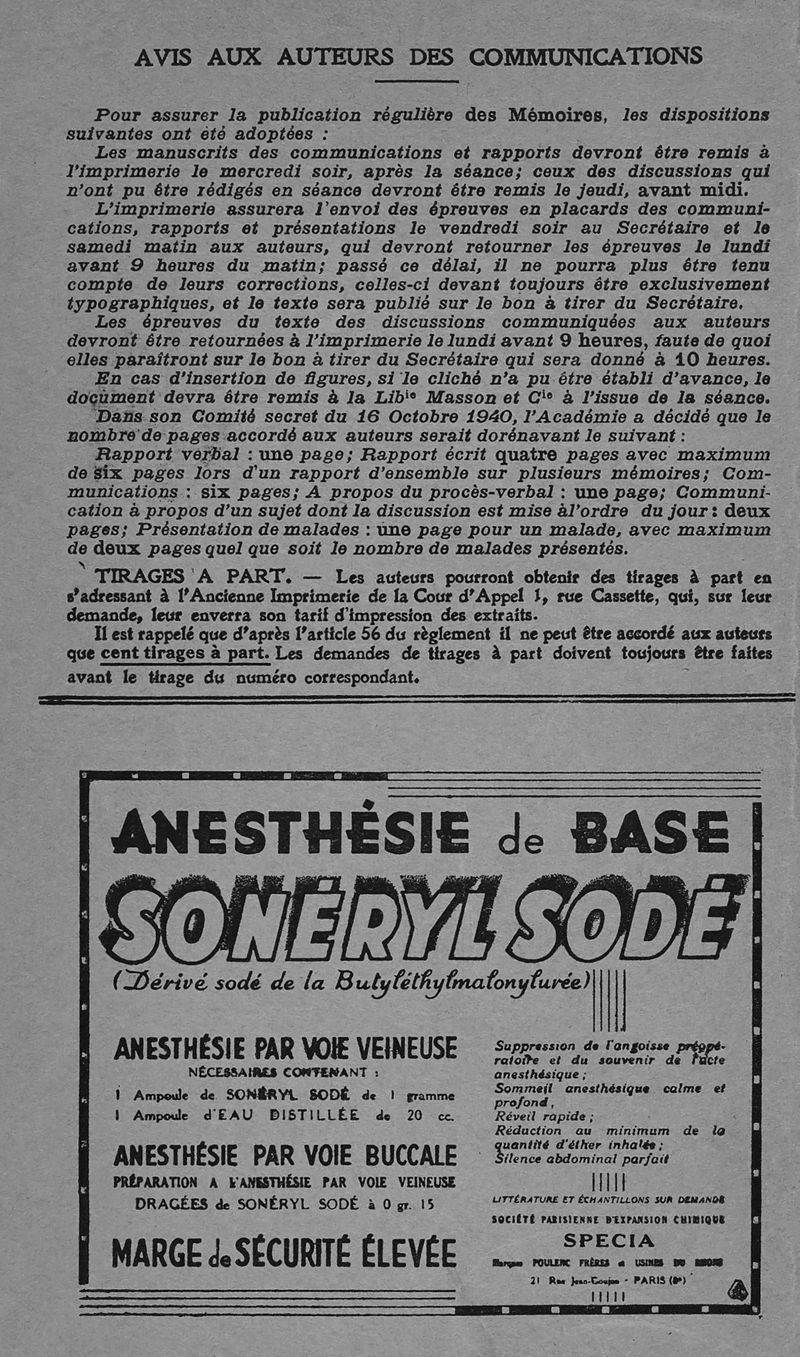 AVIS AUX AUTEURS DES COMMUNICATIONS
Pour assurer la publication régulière des Mémoires, les dispositions
suivantes ont été adoptées :
Les manuscrits des communications et rapports devront être remis à
l'imprimerie le mercredi soir, après la séance; ceux des discussions qui
n'ont pu être rédigés en séance devront être remis le jeudi, avant midi.
L'imprimerie assurera l'envoi des épreuves en placards des communi-
cations, rapports et présentations le vendredi soir au Secrétaire et le
samedi matin aux auteurs, qui devront retourner les épreuves le lundi
avant 9 heures du matin; passé ce délai, il ne pourra plus être tenu
compte de leurs corrections, celles-ci devant toujours être exclusivement
typographiques, et le texte sera publié sur le bon à tirer du Secrétaire.
Les épreuves du texte des discussions communiquées aux auteurs
devront être retournées à l'imprimerie le lundi avant 9 heures, faute de quoi
elles paraîtront sur le bon à tirer du Secrétaire qui sera donné à 10 heures.
En cas d'insertion de figures, si le cliché n'a pu être établi d'avance, le
document devra être remis à la Libie Masson et Cie à l'issue de la séance.
Dans son Comité secret du 16 Octobre 1940, l'Académie a décidé que le
nombre de pages accordé aux auteurs serait dorénavant le suivant :
Rapport verbal : une page; Rapport écrit quatre pages avec maximum
de six pages lors d'un rapport d'ensemble sur plusieurs mémoires; Com-
munications : six pages; A propos du procès-verbal : une page; Communi-
cation à propos d'un sujet dont la discussion est mise àl'ordre du jour : deux
pages; Présentation de malades : une page pour un malade, avec maximum
de deux pages quel que soit le nombre de malades présentés.
TIRAGES A PART. — Les auteurs pourront obtenir des tirages à part en
s'adressant à l'Ancienne Imprimerie de la Cour d'Appel 1, rue Cassette, qui, sur leur
demande, leur enverra son tarif d'impression des extraits.
Il est rappelé que d'après l'article 56 du règlement il ne peut être accordé aux auteurs
que cent tirages à part. Les demandes de tirages à part doivent toujours être faites
avant le tirage du numéro correspondant.
ANESTHÉSIE de BASE
SONÉRYL SODÉ
(Dérivé sodé de la Butyléthylmalonylurée)
ANESTHÉSIE PAR VOIE VEINEUSE
NÉCESSAIRES CONTENANT :
1 Ampoule de SONÉRYL SODÉ de 1 gramme
1 Ampoule d'EAU DISTILLÉE de 20 cc.
ANESTHÉSIE PAR VOIE BUCCALE
PRÉPARATION A L'ANESTHÉSIE PAR VOIE VEINEUSE
DRAGÉES de SONÉRYL SODÉ à 0 gr. 15
MARGE de SÉCURITÉ ÉLEVÉE
Suppression de l'angoisse préopé-
ratoire et du souvenir de l'acte
anesthésique ;
Sommeil anesthésique calme et
profond,
Réveil rapide ;
Réduction au minimum de la
quantité d'éther inhalée ;
Silence abdominal parfait
LITTÉRATURE ET ÉCHANTILLONS SUR DEMANDE
SOCIÉTÉ PARISIENNE D'EXPANSION CHIMIQUE
SPECIA
Marques POULENC FRÈRES et USINES DU RHONE
21 Rue Jean-Goujon - PARIS (8e)